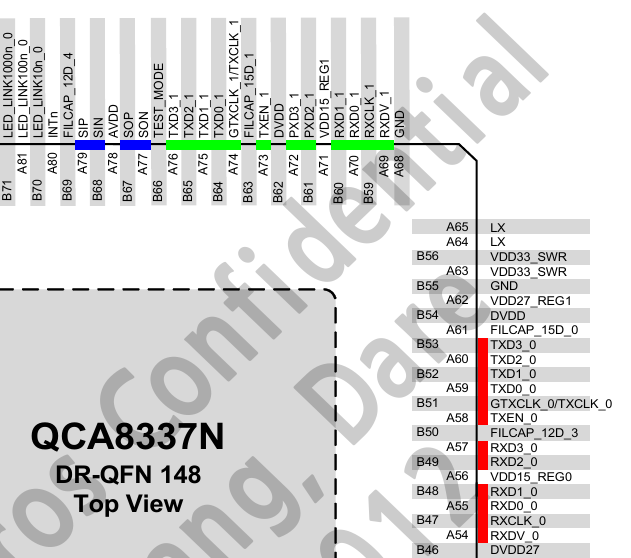 LED_LINK1000n_0
LED_LINK100n_0
LED_LINK10n_0
INTn
FILCAP_12D_4
SIP
SIN
AVDD
SOP
SON
TEST_MODE
TXD3_1
TXD2_1
TXD1_1
TXD0_1
GTXCLK_1/TXCLK_1
FILCAP_15D_1
TXEN_1
DVDD
PXD3_1
PXD2_1
VDD15_REG1
RXD1_1
RXD0_1
RXCLK_1
RXDV_1
GND
B71
A81
B70
A80
B69
A79
B68
A78
B67
A77
B66
A76
B65
A75
B64
A74
B63
A73
B62
A72
B61
A71
B60
A70
B59
A69
A68
A65 LX
A64 LX
B56 VDD33_SWR
A63 VDD33_SWR
B55 GND
A62 VDD27_REG1
B54 DVDD
A61 FILCAP_15D_0
B53 TXD3_0
A60 TXD2_0
B52 TXD1_0
A59 TXD0_0
B51 GTXCLK_0/TXCLK_0
A58 TXEN_0
B50 FILCAP_12D_3
A57 RXD3_0
B49 RXD2_0
A56 VDD15_REG0
B48 RXD1_0
A55 RXD0_0
B47 RXCLK_0
A54 RXDV_0
B46 DVDD27
QCA8337N
DR-QFN 148
Top View
ros Confidential
ang, Dare
2012